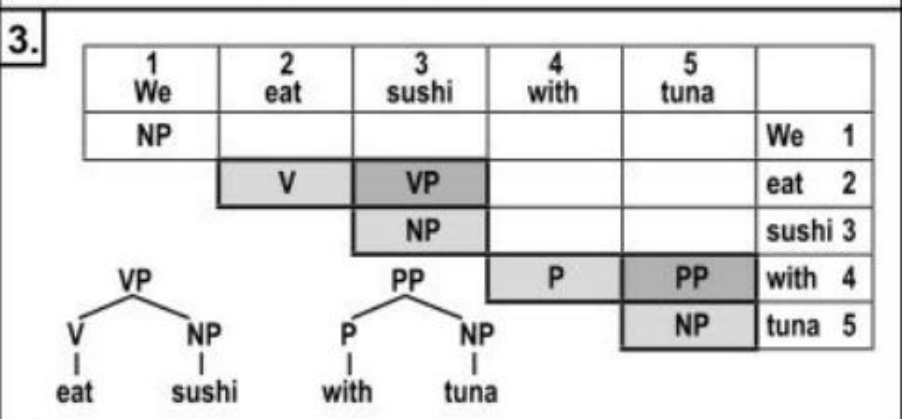 3.
1 2 3 4 5
We eat sushi with tuna
NP We 1
V VP eat 2
NP sushi 3
P PP with 4
NP tuna 5
VP PP
V NP P NP
eat sushi with tuna